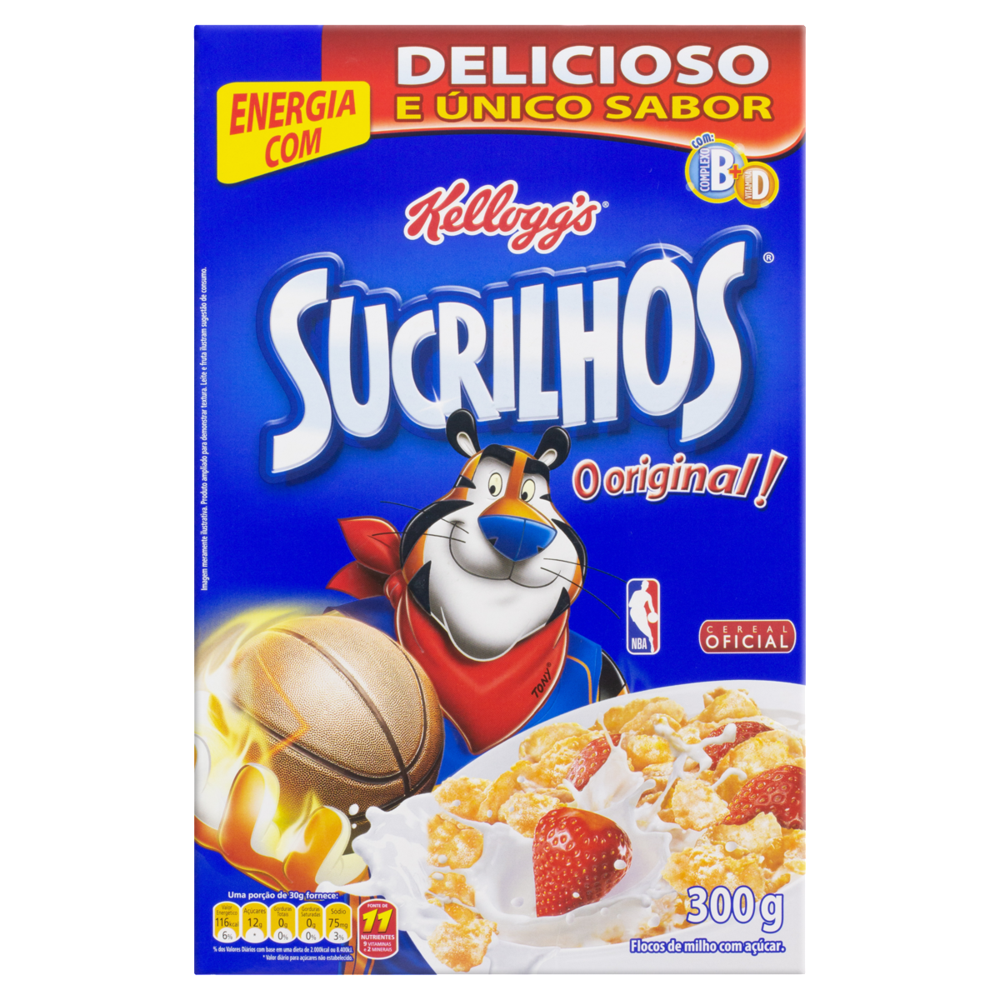 DELICIOSO
E ÚNICO SABOR
ENERGIA
COM
COM:
COMPLEXO
B+
VITAMINA
D
Kellogg's®
SUCRILHOS®
O original!
Imagem meramente ilustrativa. Produto ampliado para demonstrar textura. Leite e fruta ilustram sugestão de consumo.
NBA
CEREAL
OFICIAL
TONY®
Uma porção de 30g fornece:
Valor Energético
116kcal
6%
Açúcares
12g
*
Gorduras Totais
0g
0%
Gorduras Saturadas
0g
0%
Sódio
75mg
3%
% dos Valores Diários com base em uma dieta de 2.000kcal ou 8.400kJ.
* Valor diário para açúcares não estabelecido.
FONTE DE
11
NUTRIENTES
9 VITAMINAS
e 2 MINERAIS
300 g
Flocos de milho com açúcar.